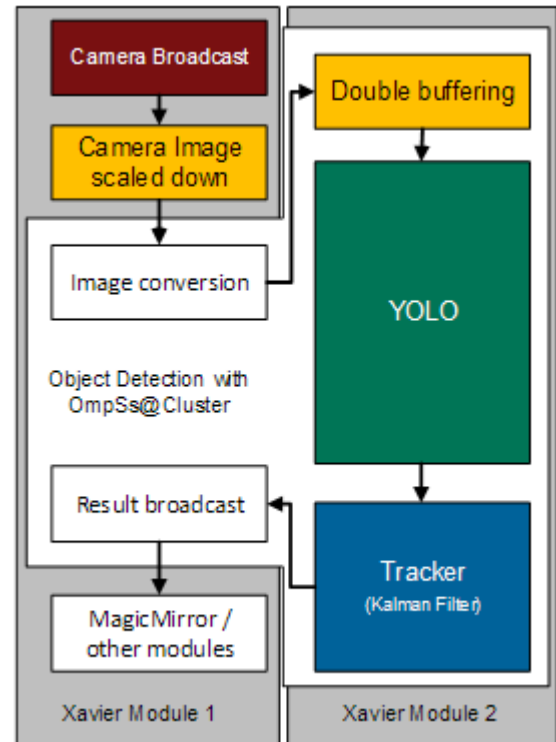 Camera Broadcast
Camera Image
scaled down
Image conversion
Object Detection with
OmpSs@Cluster
Result broadcast
MagicMirror /
other modules
Xavier Module 1
Double buffering
YOLO
Tracker
(Kalman Filter)
Xavier Module 2